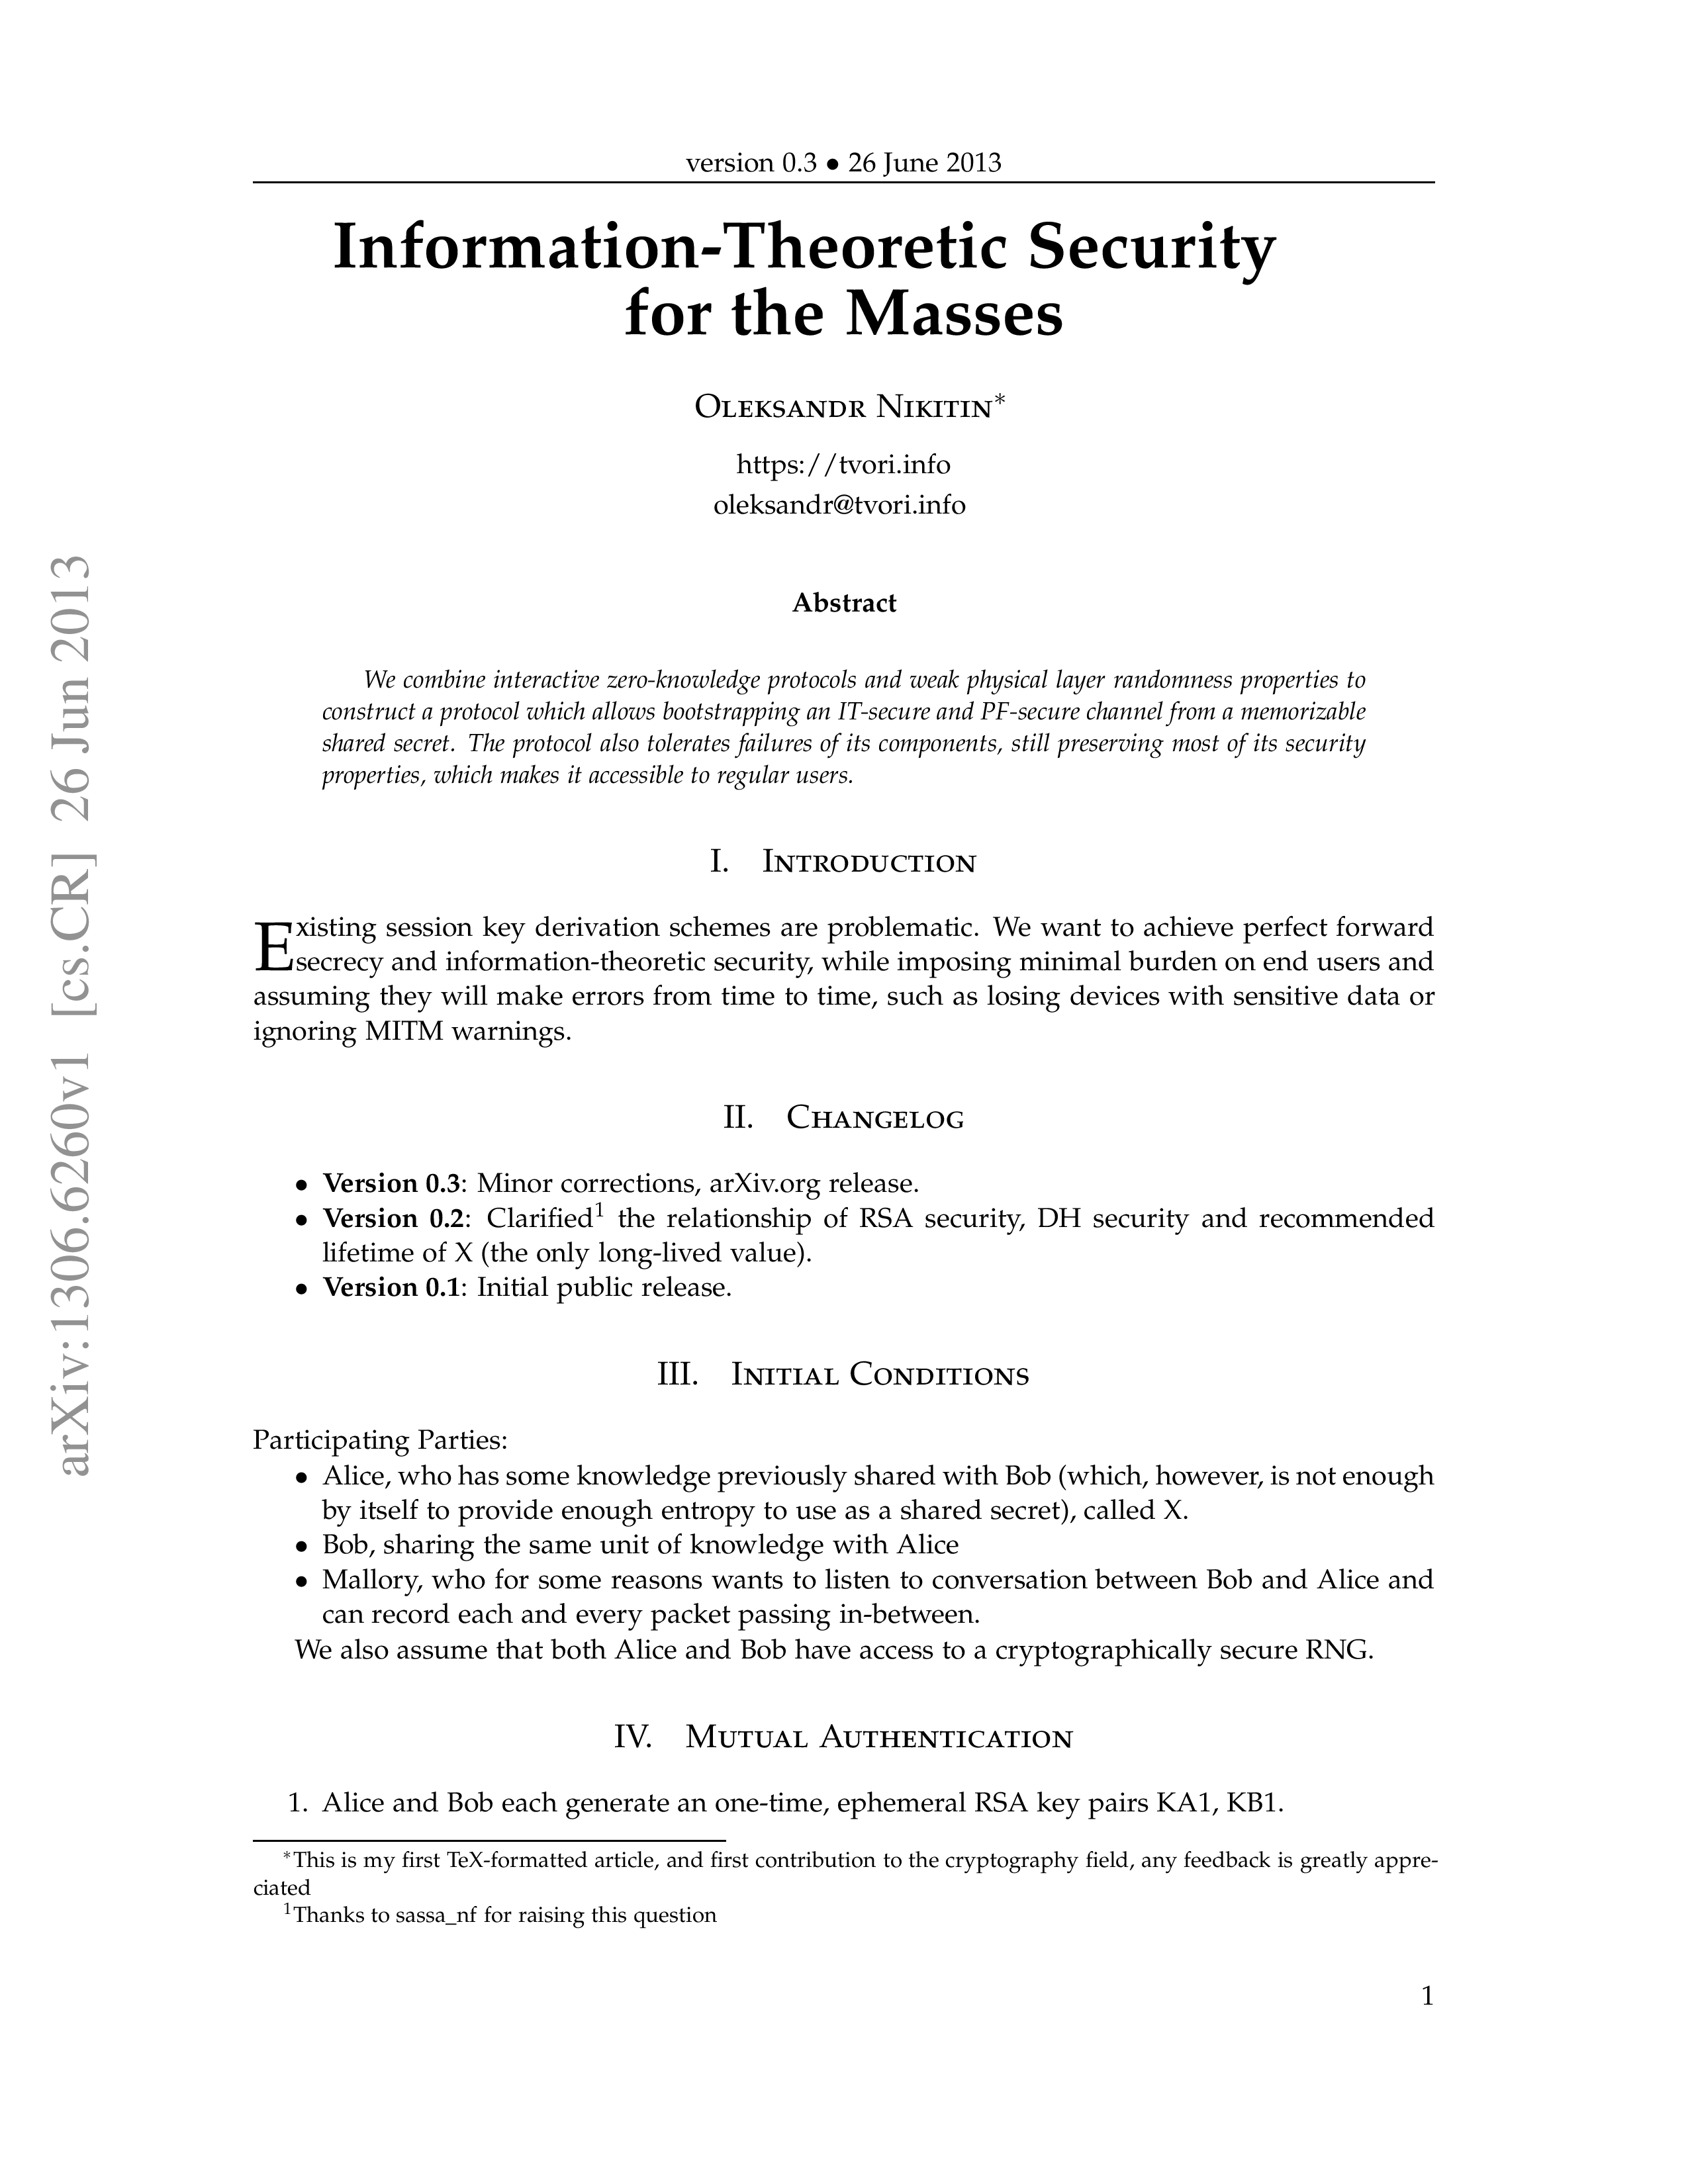 version 0.3 • 26 June 2013
Information-Theoretic Security
for the Masses
Oleksandr Nikitin*
https://tvori.info
oleksandr@tvori.info
Abstract
We combine interactive zero-knowledge protocols and weak physical layer randomness properties to
construct a protocol which allows bootstrapping an IT-secure and PF-secure channel from a memorizable
shared secret. The protocol also tolerates failures of its components, still preserving most of its security
properties, which makes it accessible to regular users.
I. Introduction
Existing session key derivation schemes are problematic. We want to achieve perfect forward
secrecy and information-theoretic security, while imposing minimal burden on end users and
assuming they will make errors from time to time, such as losing devices with sensitive data or
ignoring MITM warnings.
II. Changelog
• Version 0.3: Minor corrections, arXiv.org release.
• Version 0.2: Clarified1 the relationship of RSA security, DH security and recommended
lifetime of X (the only long-lived value).
• Version 0.1: Initial public release.
III. Initial Conditions
Participating Parties:
• Alice, who has some knowledge previously shared with Bob (which, however, is not enough
by itself to provide enough entropy to use as a shared secret), called X.
• Bob, sharing the same unit of knowledge with Alice
• Mallory, who for some reasons wants to listen to conversation between Bob and Alice and
can record each and every packet passing in-between.
We also assume that both Alice and Bob have access to a cryptographically secure RNG.
IV. Mutual Authentication
1. Alice and Bob each generate an one-time, ephemeral RSA key pairs KA1, KB1.
*This is my first TeX-formatted article, and first contribution to the cryptography field, any feedback is greatly appre-
ciated
1Thanks to sassa_nf for raising this question
1
arXiv:1306.6260v1 [cs.CR] 26 Jun 2013